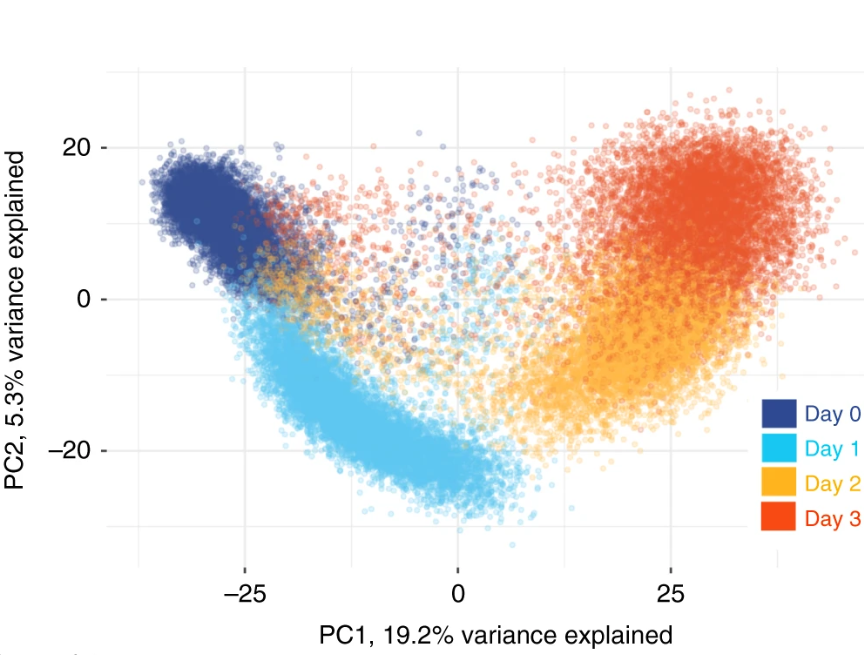 PC2, 5.3% variance explained
20
0
−20
−25
0
25
PC1, 19.2% variance explained
Day 0
Day 1
Day 2
Day 3